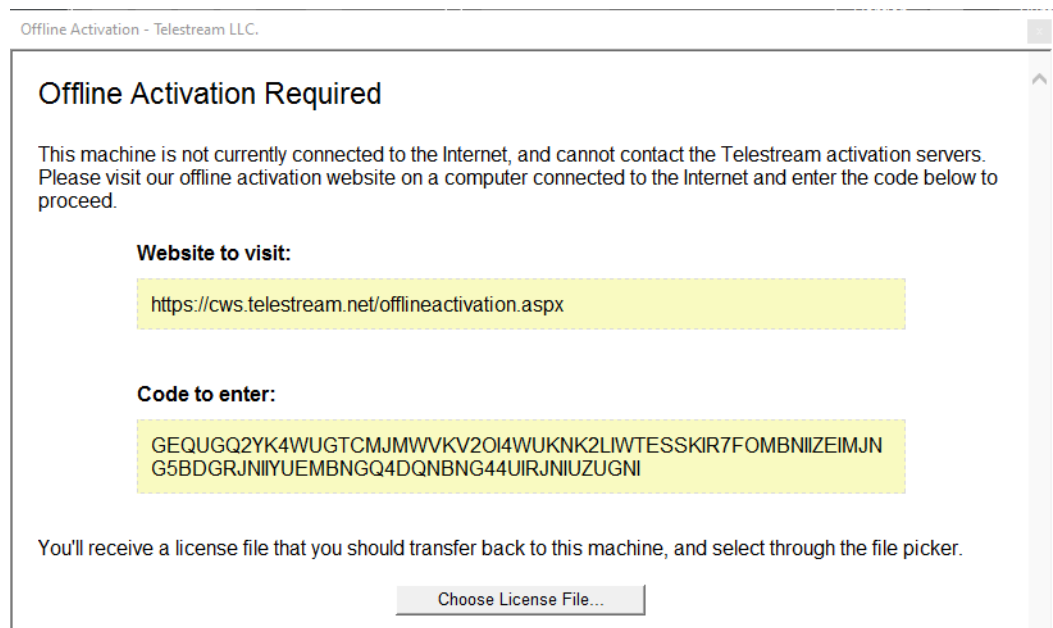 Offline Activation - Telestream LLC.
Offline Activation Required
This machine is not currently connected to the Internet, and cannot contact the Telestream activation servers.
Please visit our offline activation website on a computer connected to the Internet and enter the code below to
proceed.
Website to visit:
https://cws.telestream.net/offlineactivation.aspx
Code to enter:
GEQUGQ2YK4WUGTCMJMWVKV2OI4WUKNK2LIWTESSKIR7FOMBNIIZEIMJN
G5BDGRJNIIYUEMBNGQ4DQNBNG44UIRJNIUZUGNI
You'll receive a license file that you should transfer back to this machine, and select through the file picker.
Choose License File...